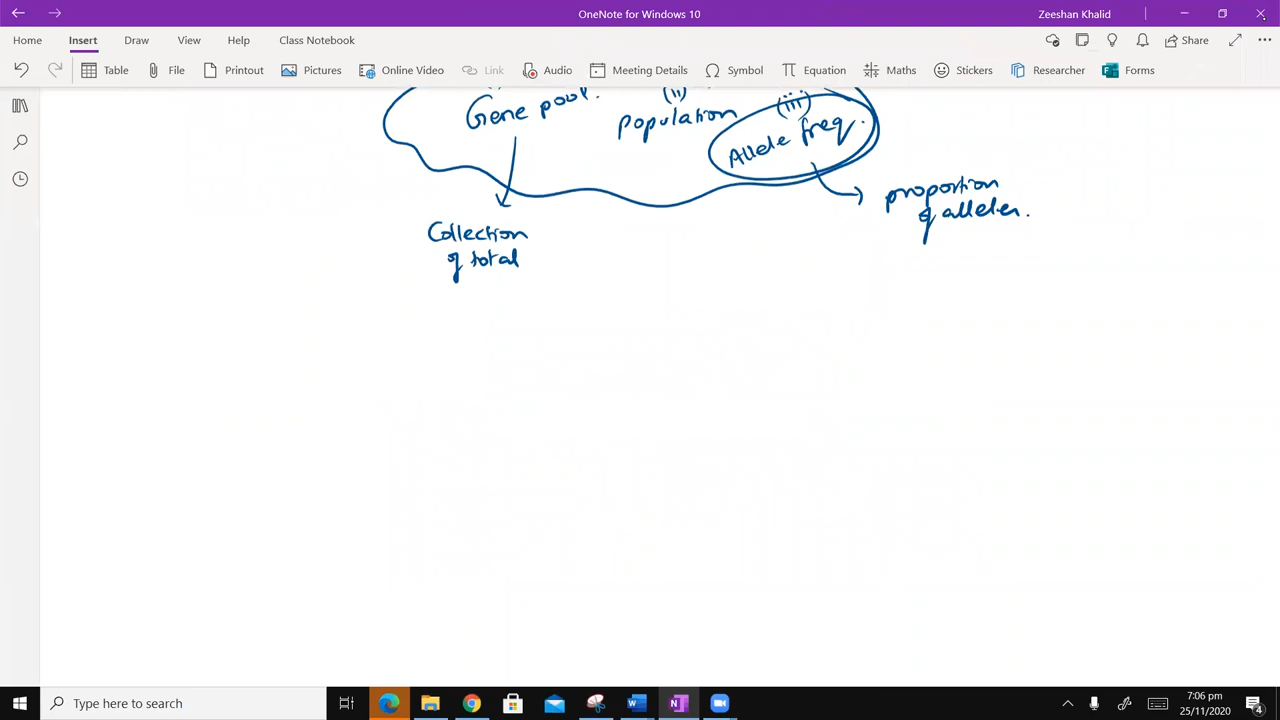 OneNote for Windows 10
Zeeshan Khalid
Home Insert Draw View Help Class Notebook
Share
Table File Printout Pictures Online Video Link Audio Meeting Details Symbol Equation Maths Stickers Researcher Forms
(ii) (iii)
Gene pool. population Allele freq.
proportion
of alleles.
Collection
of total
Type here to search
7:06 pm
25/11/2020
4